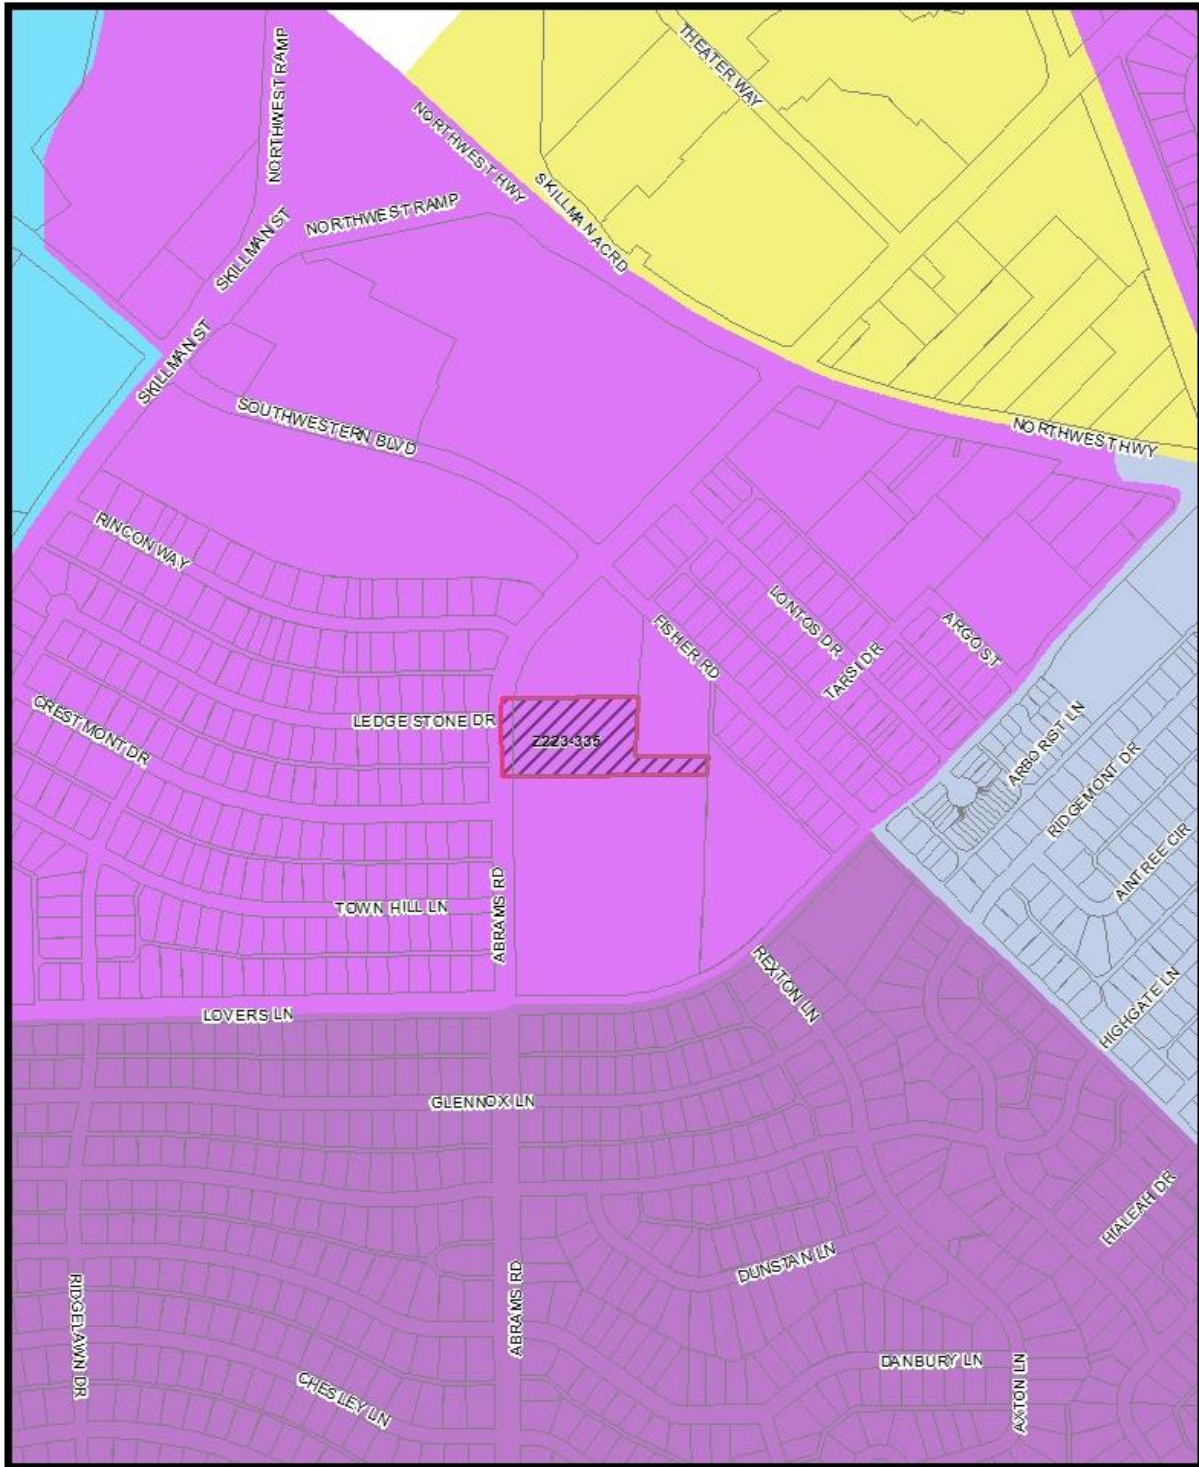 THEATER WAY
NORTHWEST RAMP
NORTHWEST HWY
SKILLMAN ACRD
NORTHWEST RAMP
SKILLMAN ST
SKILLMAN ST
SOUTHWESTERN BLVD
NORTHWEST HWY
RINCON WAY
LONTOS DR
FISHER RD
ARGO ST
TARSI DR
CREST MONT DR
LEDGE STONE DR
Z223-335
ARBORIST LN
RIDGEMONT DR
AINTREE CIR
TOWN HILL LN
ABRAMS RD
REXTON LN
HIGHGATE LN
LOVERS LN
GLENNOX LN
HIALEAH DR
DUNSTAN LN
RIDGELAWN DR
ABRAMS RD
DANBURY LN
AXTON LN
CHESLEY LN